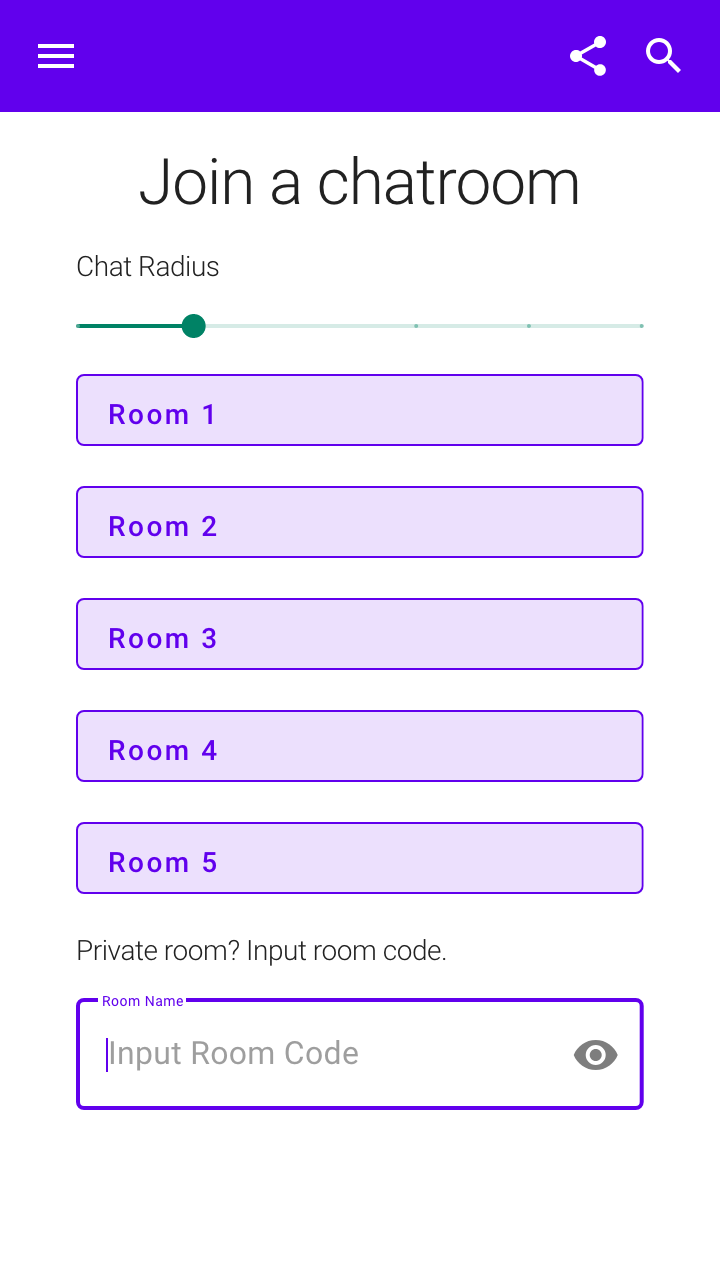 Join a chatroom
Chat Radius
Room 1
Room 2
Room 3
Room 4
Room 5
Private room? Input room code.
Room Name
Input Room Code